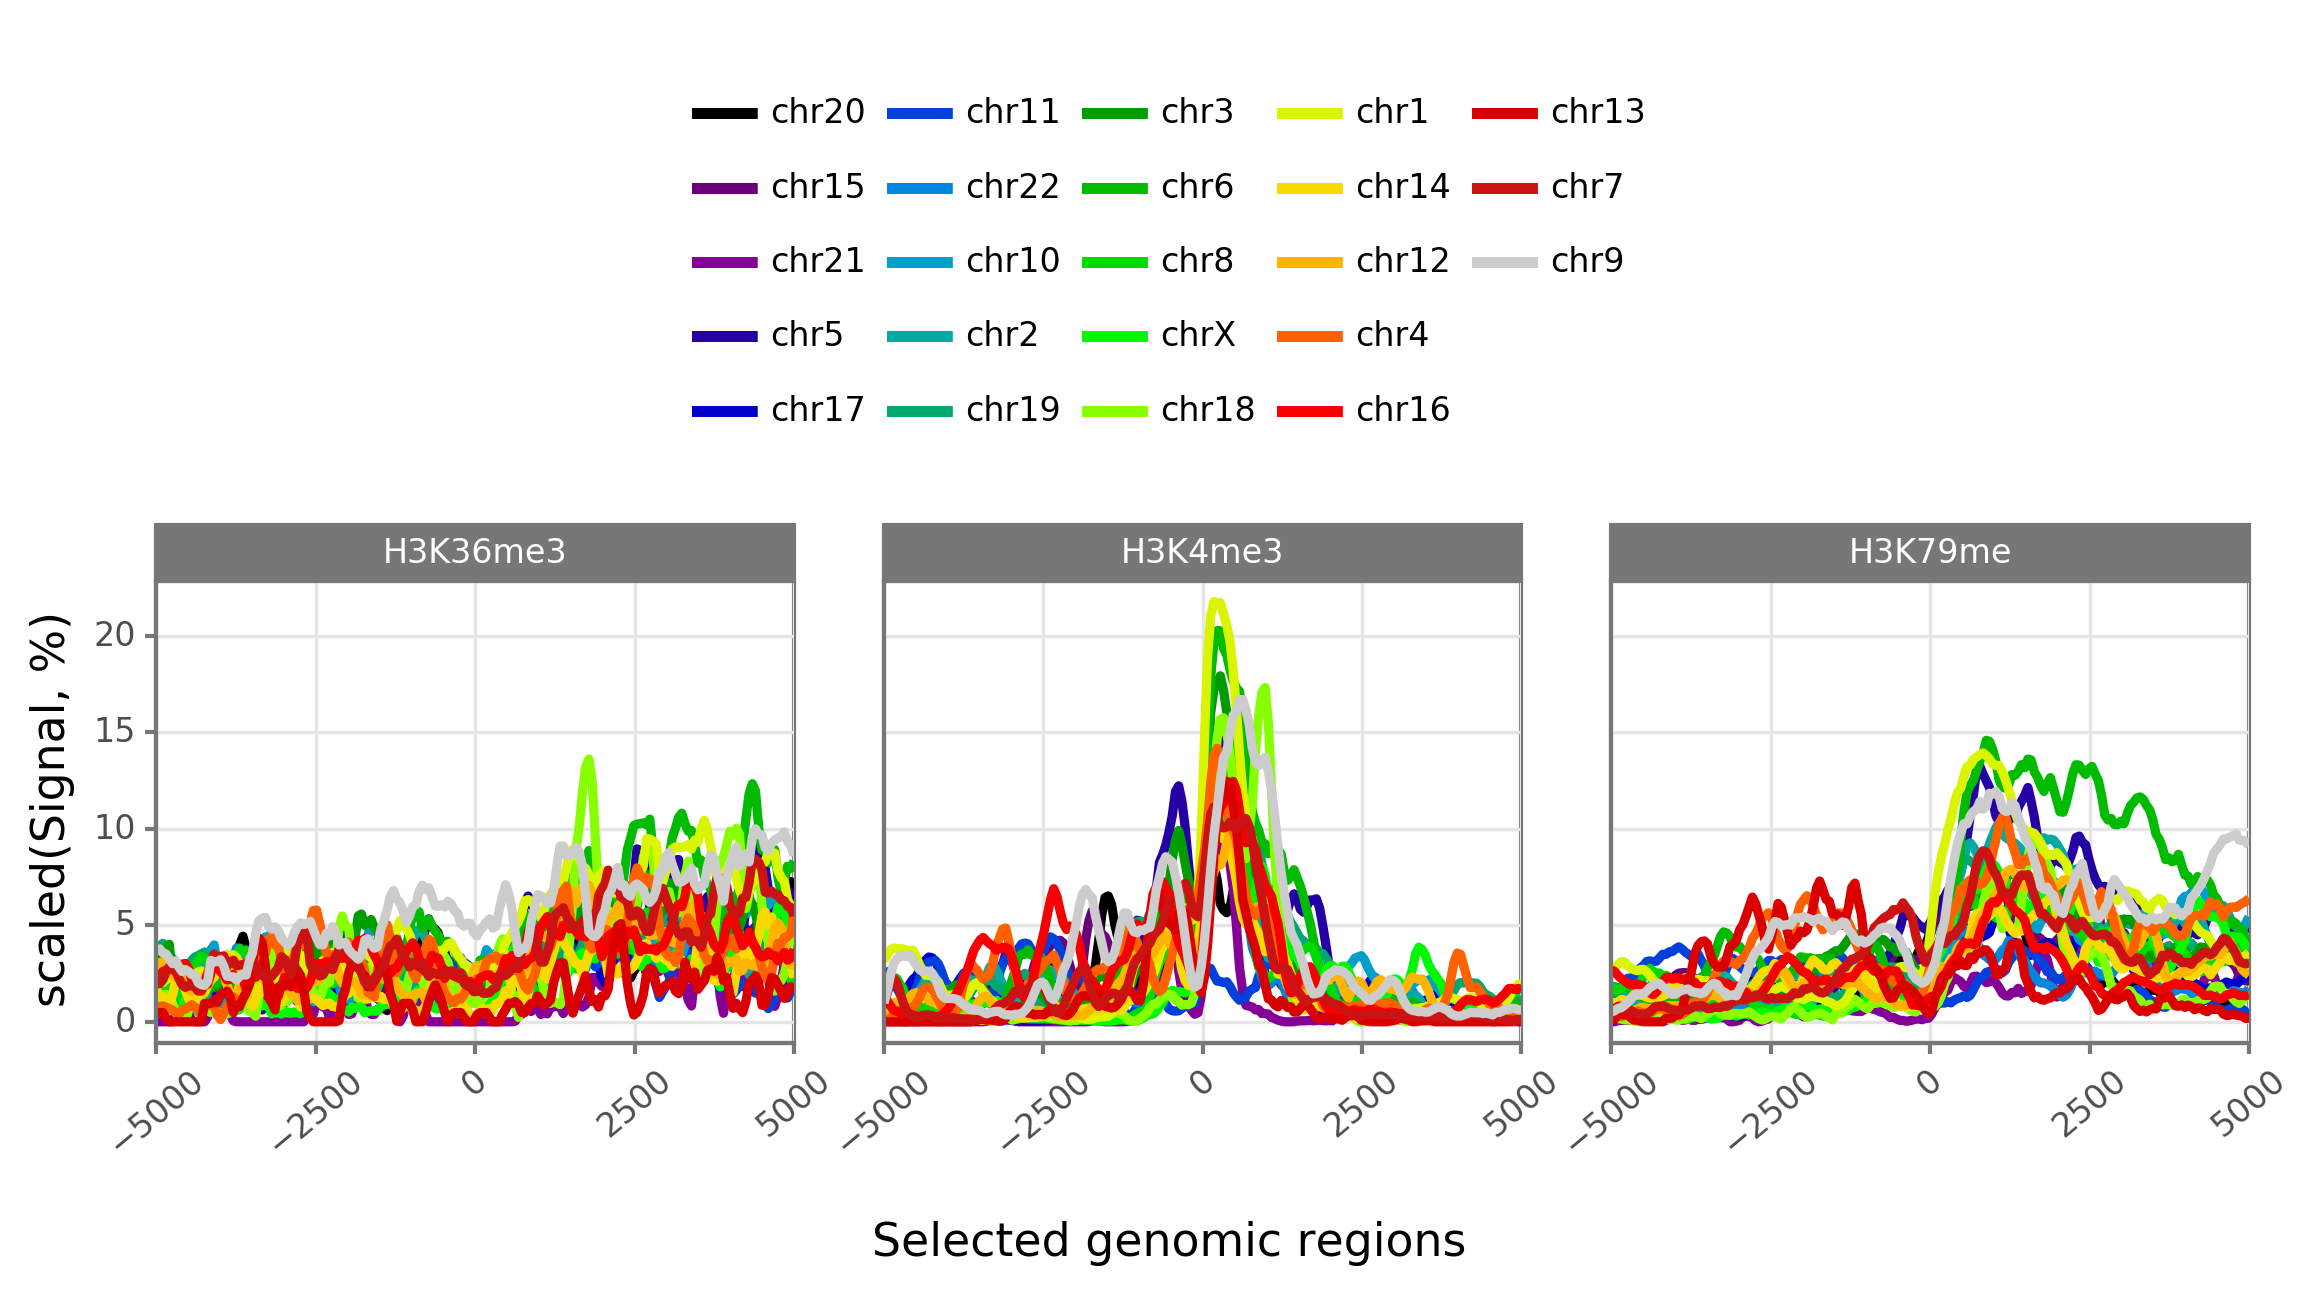 chr20 chr11 chr3 chr1 chr13
chr15 chr22 chr6 chr14 chr7
chr21 chr10 chr8 chr12 chr9
chr5 chr2 chrX chr4
chr17 chr19 chr18 chr16
H3K36me3 H3K4me3 H3K79me
scaled(Signal, %)
20
15
10
5
0
−5000 −2500 0 2500 5000 −5000 −2500 0 2500 5000 −5000 −2500 0 2500 5000
Selected genomic regions